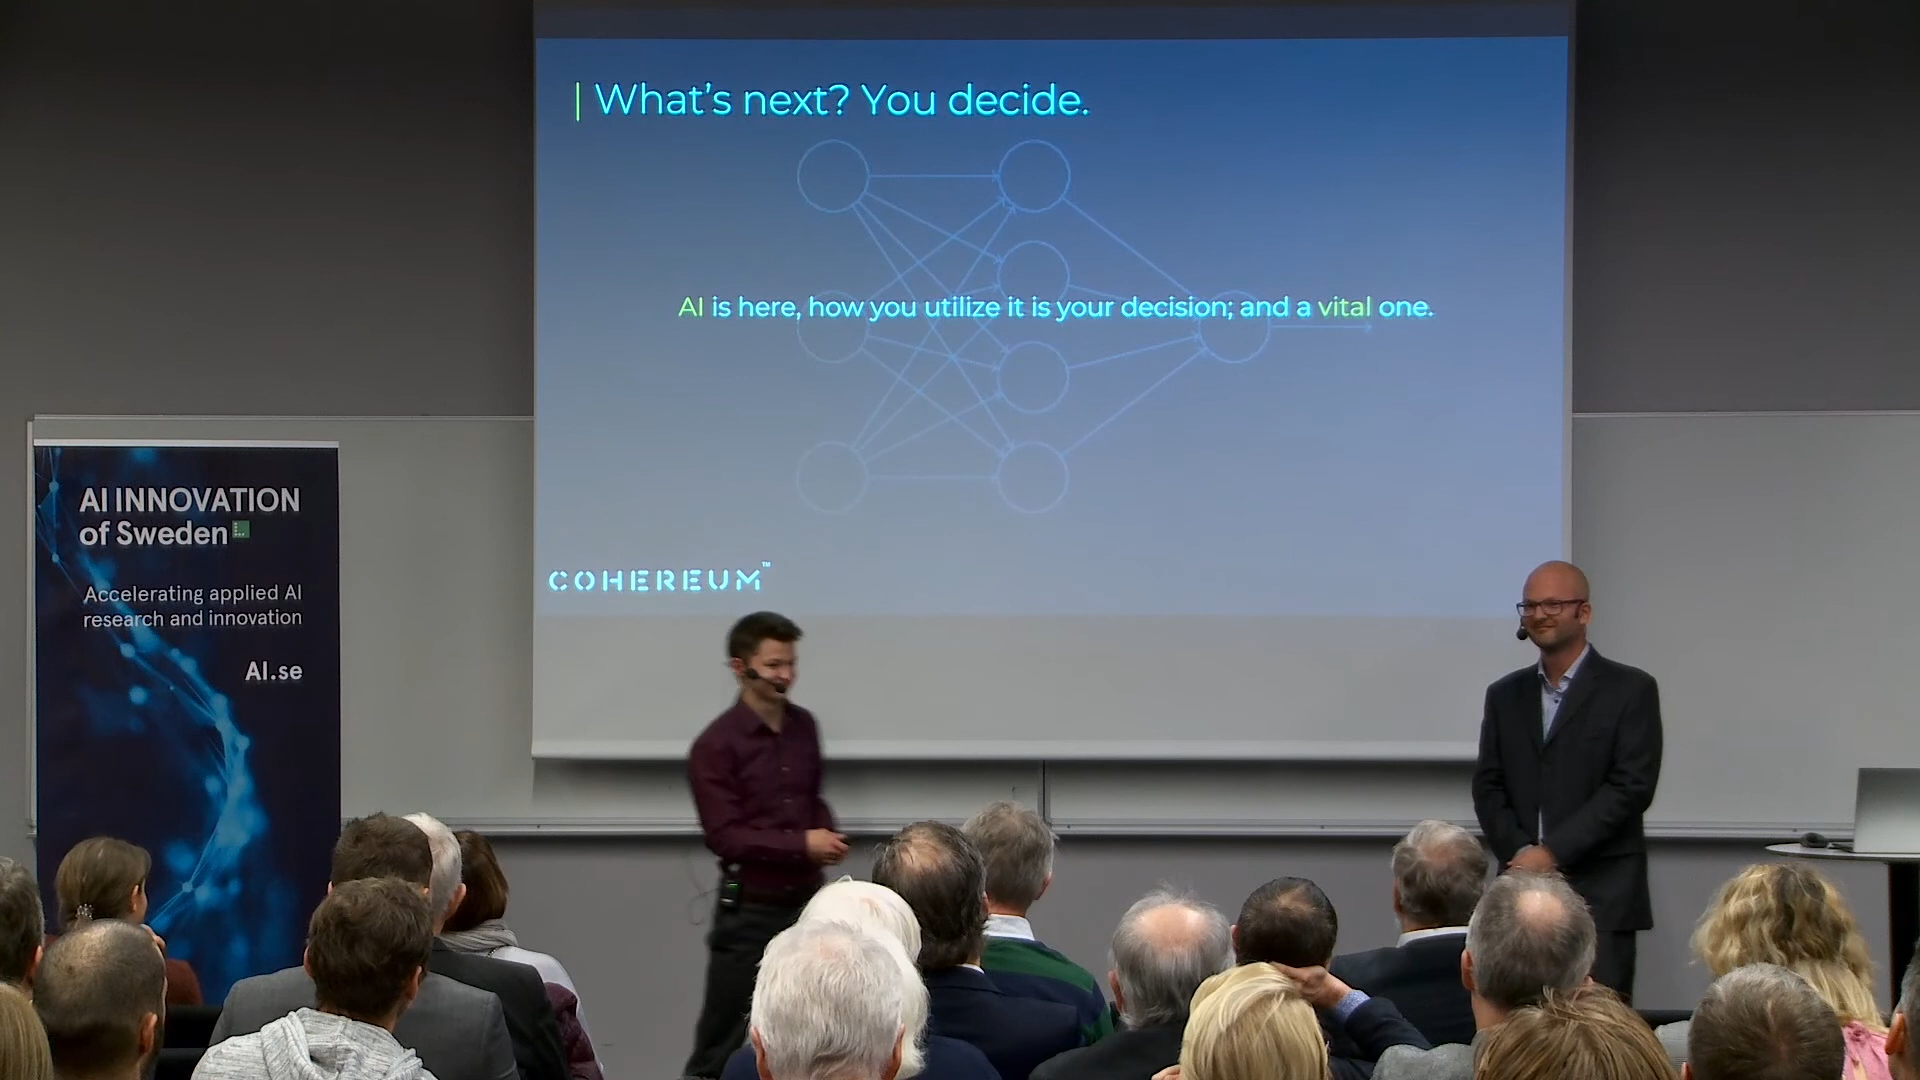 | What's next? You decide.
AI is here, how you utilize it is your decision; and a vital one.
COHEREUM™
AI INNOVATION
of Sweden
Accelerating applied AI
research and innovation
AI.se